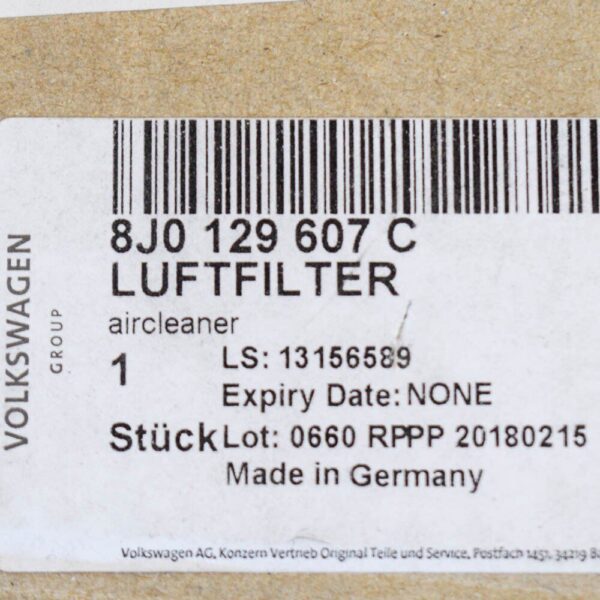 VOLKSWAGEN
GROUP
8J0 129 607 C
LUFTFILTER
aircleaner
1
LS: 13156589
Expiry Date: NONE
Stück Lot: 0660 RPPP 20180215
Made in Germany
Volkswagen AG, Konzern Vertrieb Original Teile und Service, Postfach 1451, 34219